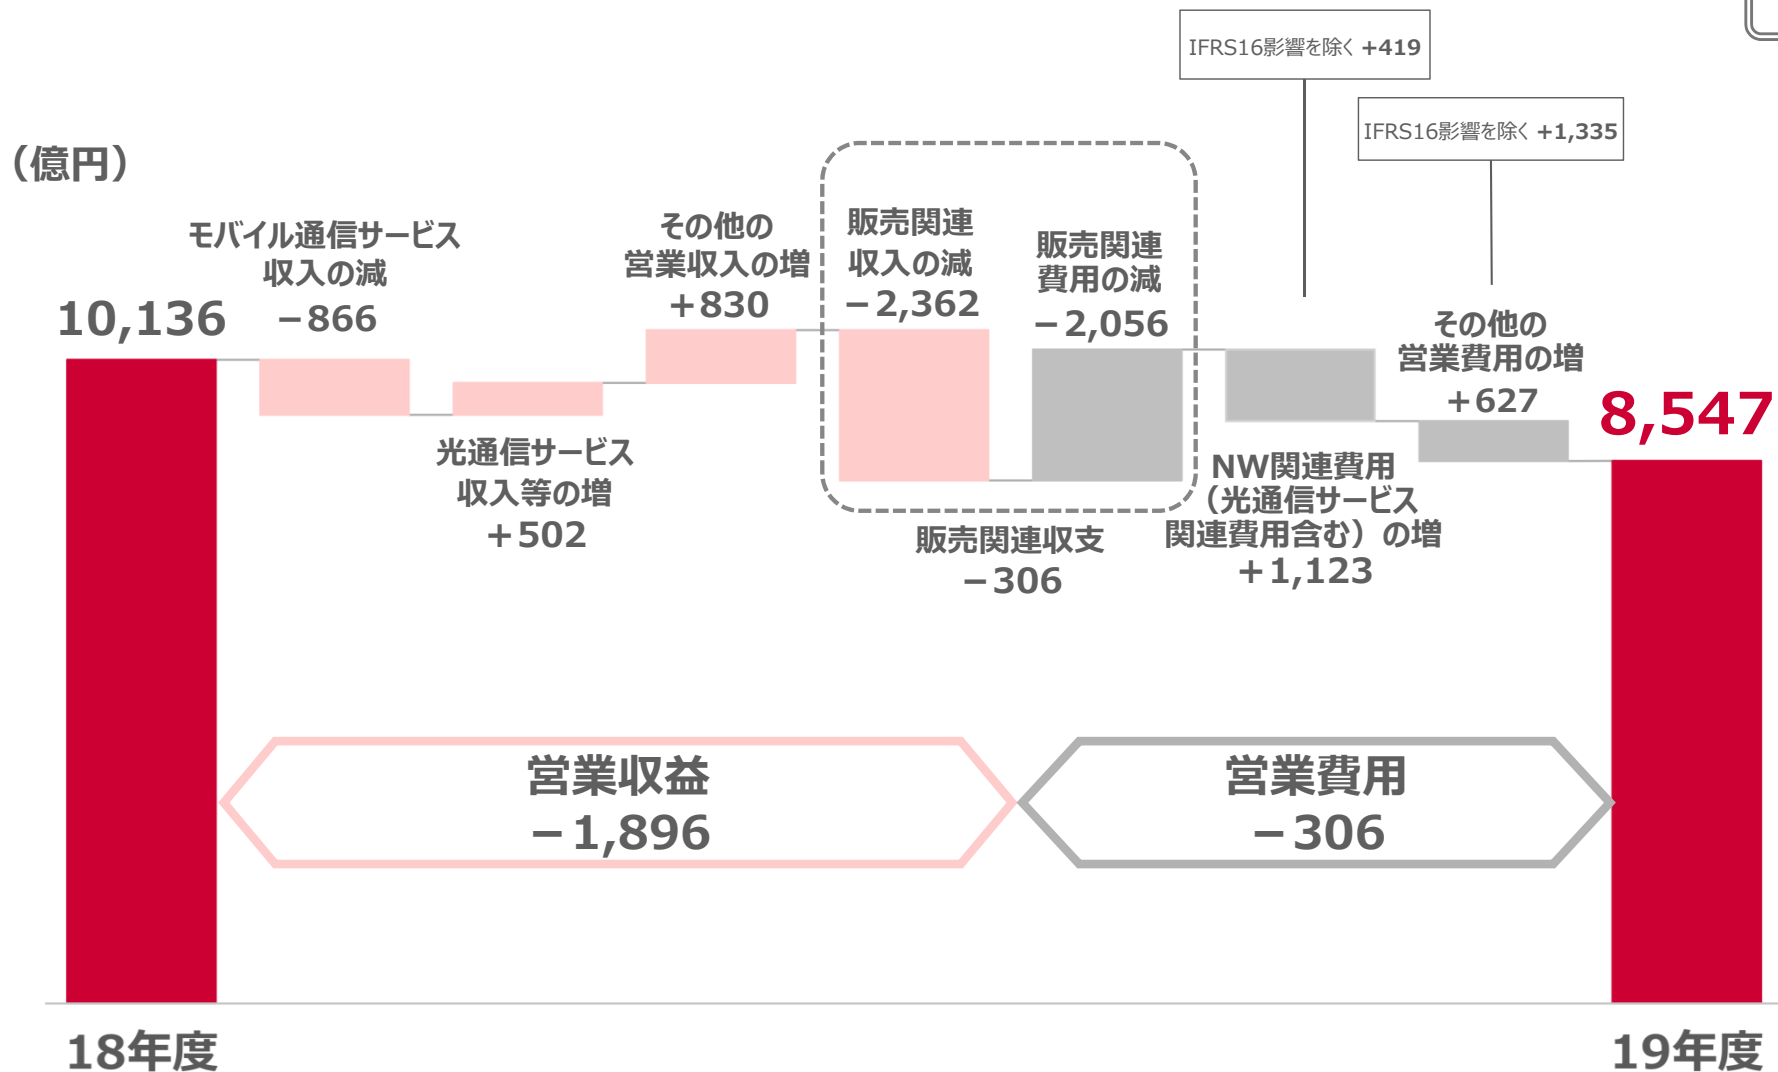 IFRS16影響を除く +419
IFRS16影響を除く +1,335
（億円）
10,136
モバイル通信サービス
収入の減
－866
光通信サービス
収入等の増
＋502
その他の
営業収入の増
＋830
販売関連
収入の減
－2,362
販売関連
費用の減
－2,056
販売関連収支
－306
NW関連費用
（光通信サービス
関連費用含む）の増
＋1,123
その他の
営業費用の増
＋627
8,547
営業収益
－1,896
営業費用
－306
18年度
19年度